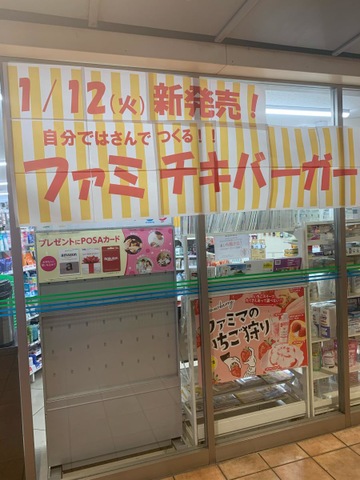 1/12(火)新発売!
自分ではさんで つくる!!
ファミチキバーガー
プレゼントにPOSAカード
amazon
ファミマの
いちご狩り